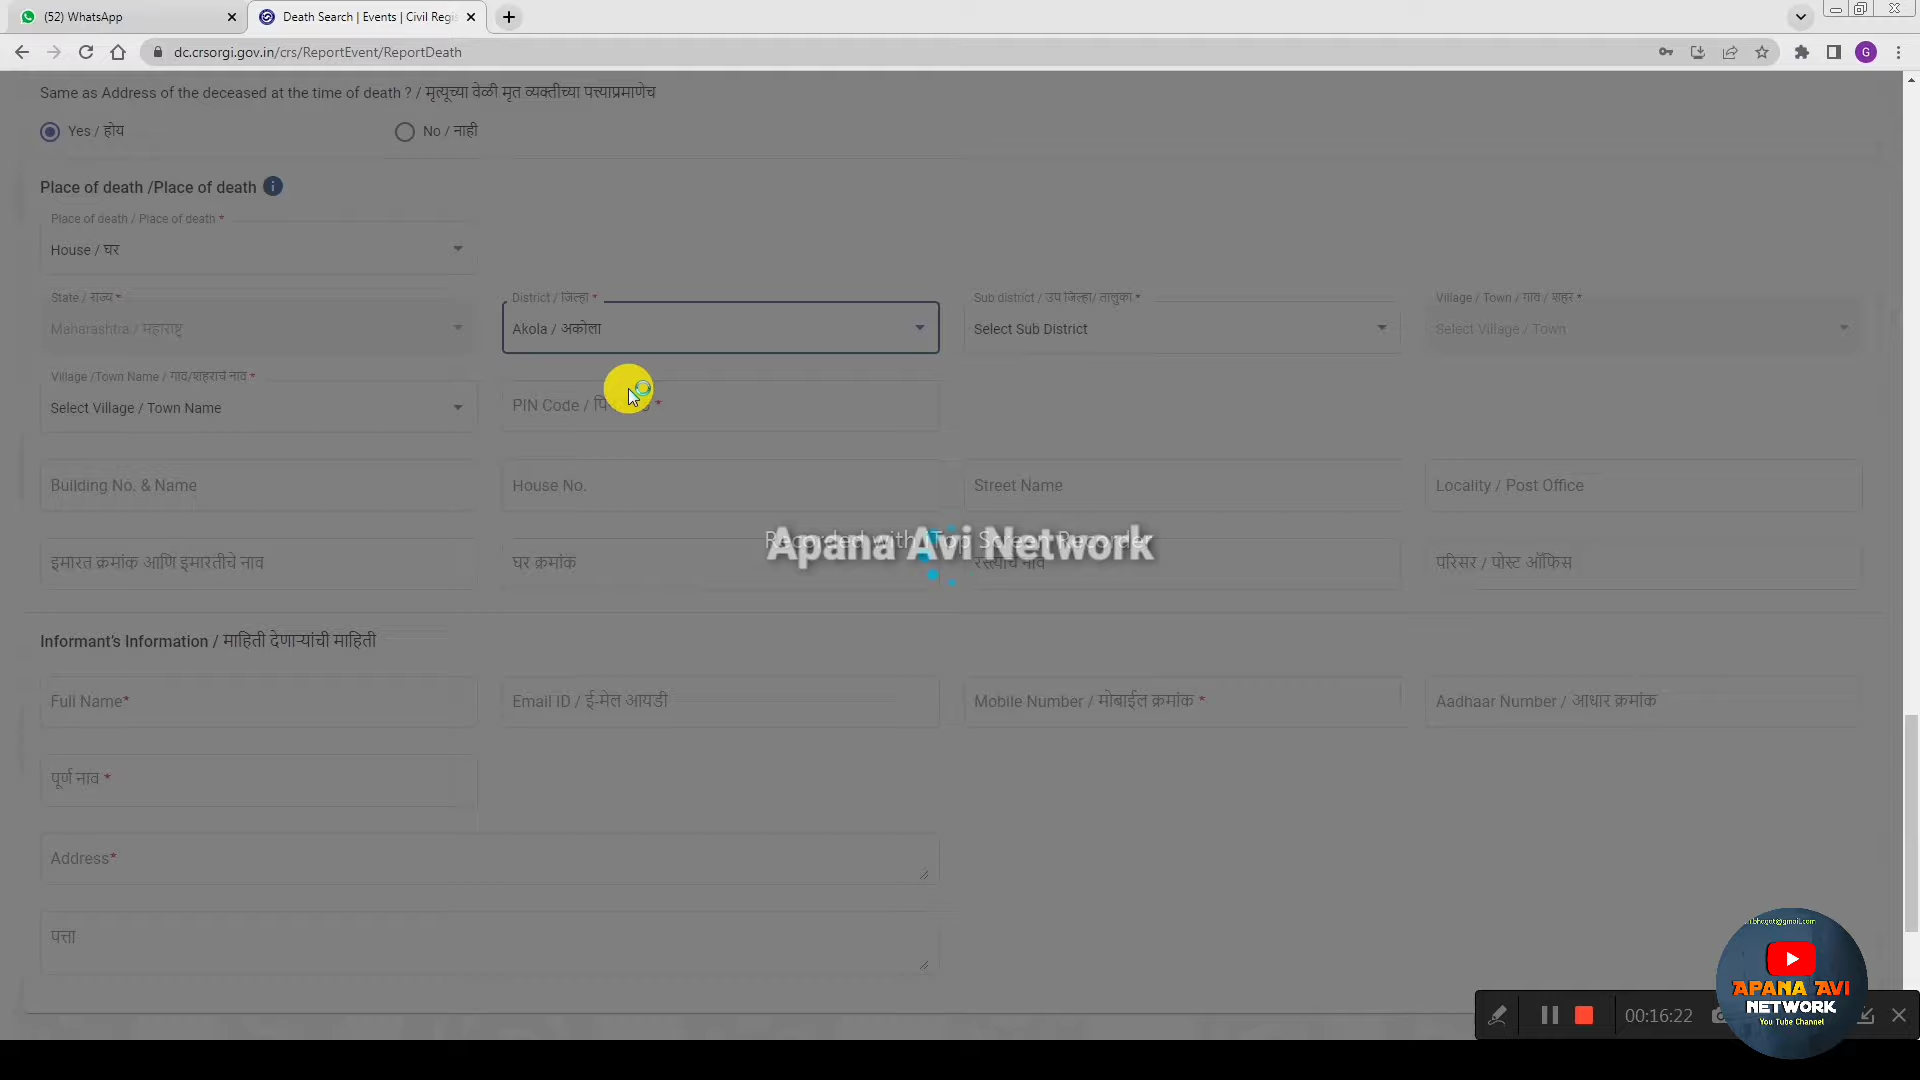 (52) WhatsApp
Death Search | Events | Civil Regis
dc.crsorgi.gov.in/crs/ReportEvent/ReportDeath
G
Same as Address of the deceased at the time of death ? / मृत्यूच्या वेळी मृत व्यक्तीच्या पत्त्याप्रमाणेच
Yes / होय
No / नाही
Place of death /Place of death
Place of death / Place of death *
House / घर
State / राज्य *
District / जिल्हा *
Sub district / उप जिल्हा/ तालुका *
Village / Town / गाव / शहर *
Maharashtra / महाराष्ट्र
Akola / अकोला
Select Sub District
Select Village / Town
Village /Town Name / गाव/शहराचे नाव *
Select Village / Town Name
PIN Code / *
Building No. & Name
House No.
Street Name
Locality / Post Office
Recorded with iTop Screen Recorder
Apana Avi Network
इमारत क्रमांक आणि इमारतीचे नाव
घर क्रमांक
रस्त्याचे नाव
परिसर / पोस्ट ऑफिस
Informant's Information / माहिती देणाऱ्यांची माहिती
Full Name*
Email ID / ई-मेल आयडी
Mobile Number / मोबाईल क्रमांक *
Aadhaar Number / आधार क्रमांक
पूर्ण नाव *
Address*
पत्ता
APANA AVI
NETWORK
You Tube Channel
00:16:22